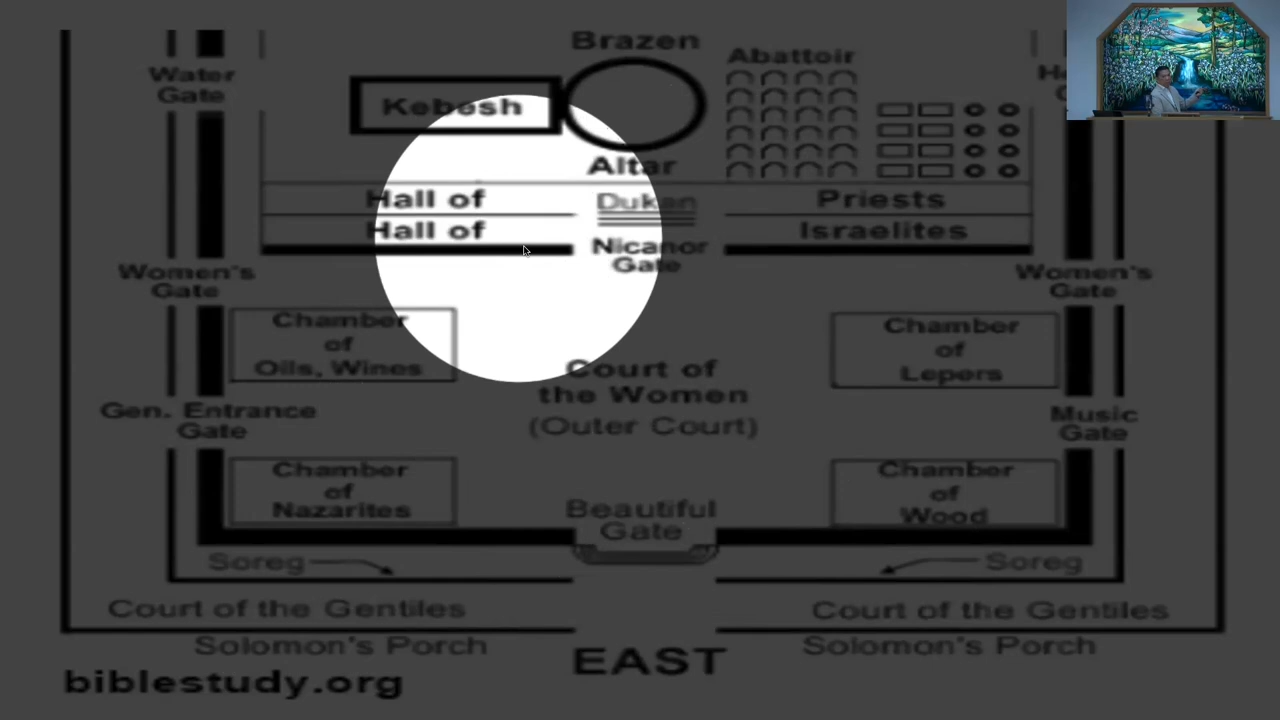 Brazen
Abattoir
Water
Gate
Kebesh
Altar
Hall of
Dukan
Priests
Hall of
Nicanor
Gate
Israelites
Women's
Gate
Women's
Gate
Chamber
of
Oils, Wines
Chamber
of
Lepers
Court of
the Women
(Outer Court)
Gen. Entrance
Gate
Music
Gate
Chamber
of
Nazarites
Beautiful
Gate
Chamber
of
Wood
Soreg
Soreg
Court of the Gentiles
Court of the Gentiles
Solomon's Porch
EAST
Solomon's Porch
biblestudy.org